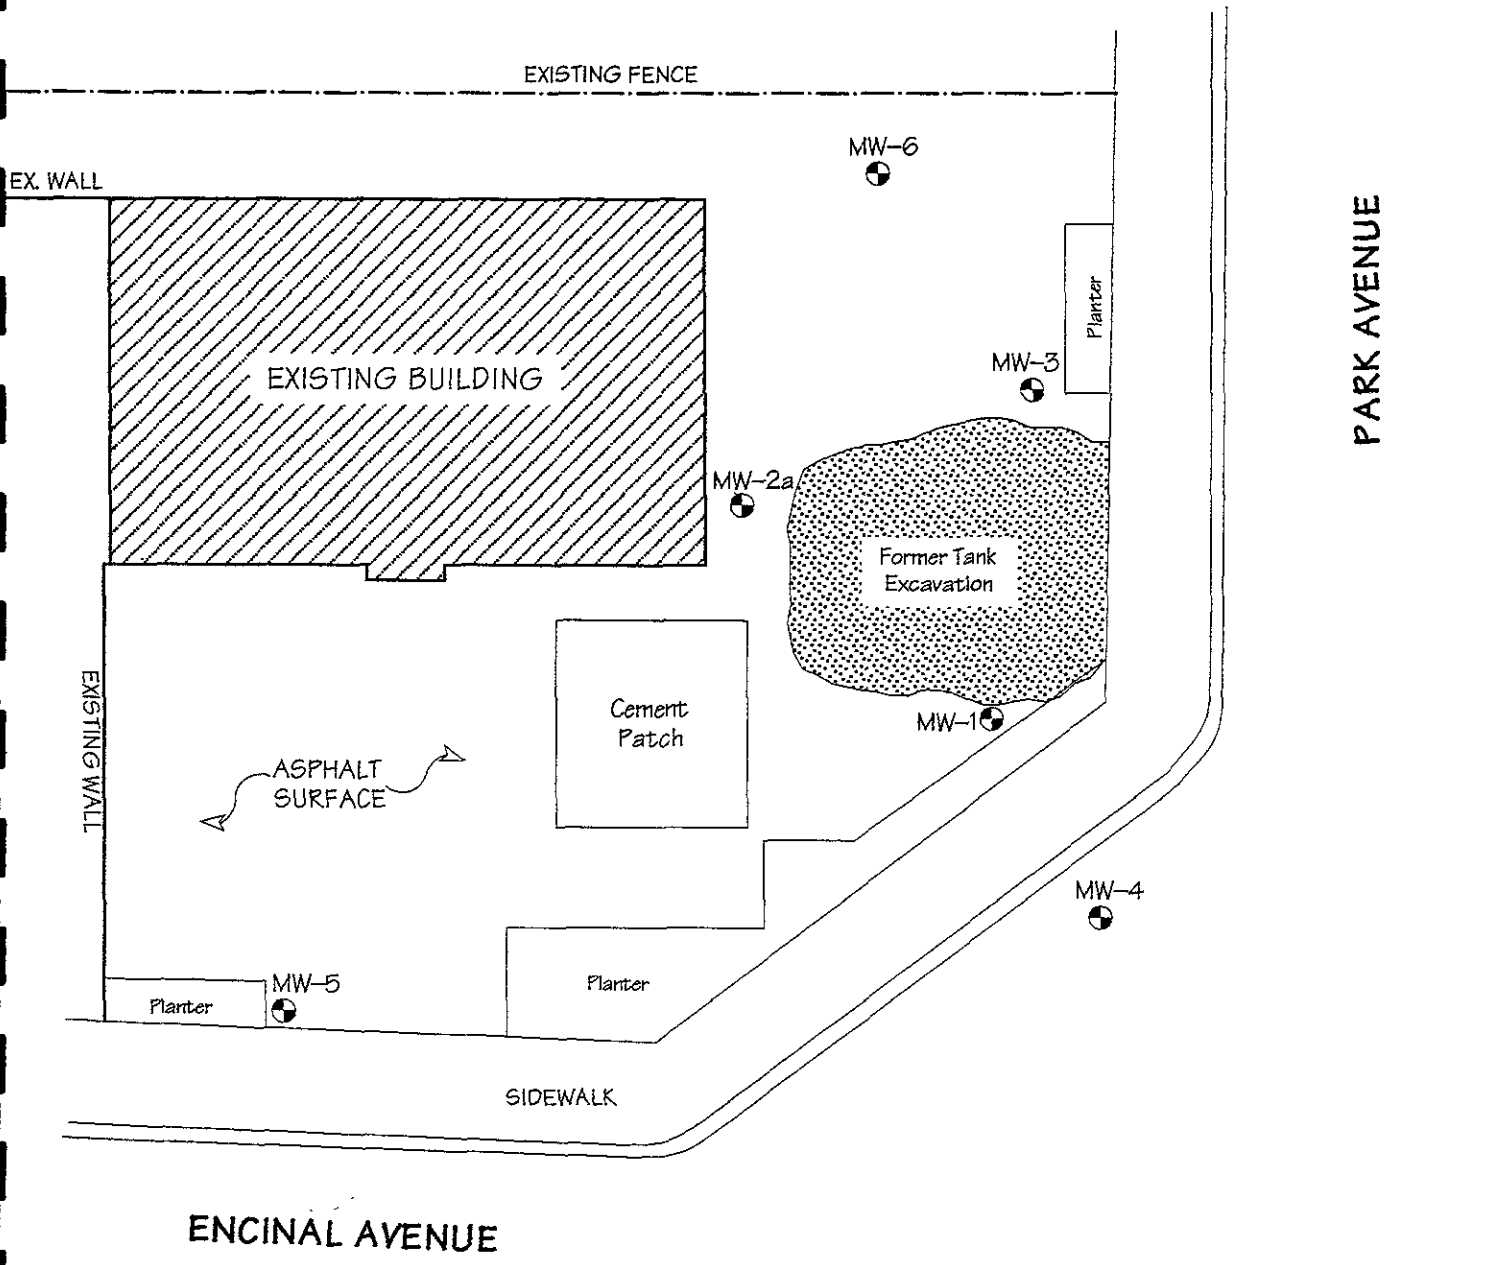 EXISTING FENCE
MW-6
EX. WALL
PARK AVENUE
Planter
MW-3
EXISTING BUILDING
MW-2a
Former Tank
Excavation
EXISTING WALL
Cement
Patch
MW-1
ASPHALT
SURFACE
MW-4
MW-5
Planter
Planter
SIDEWALK
ENCINAL AVENUE